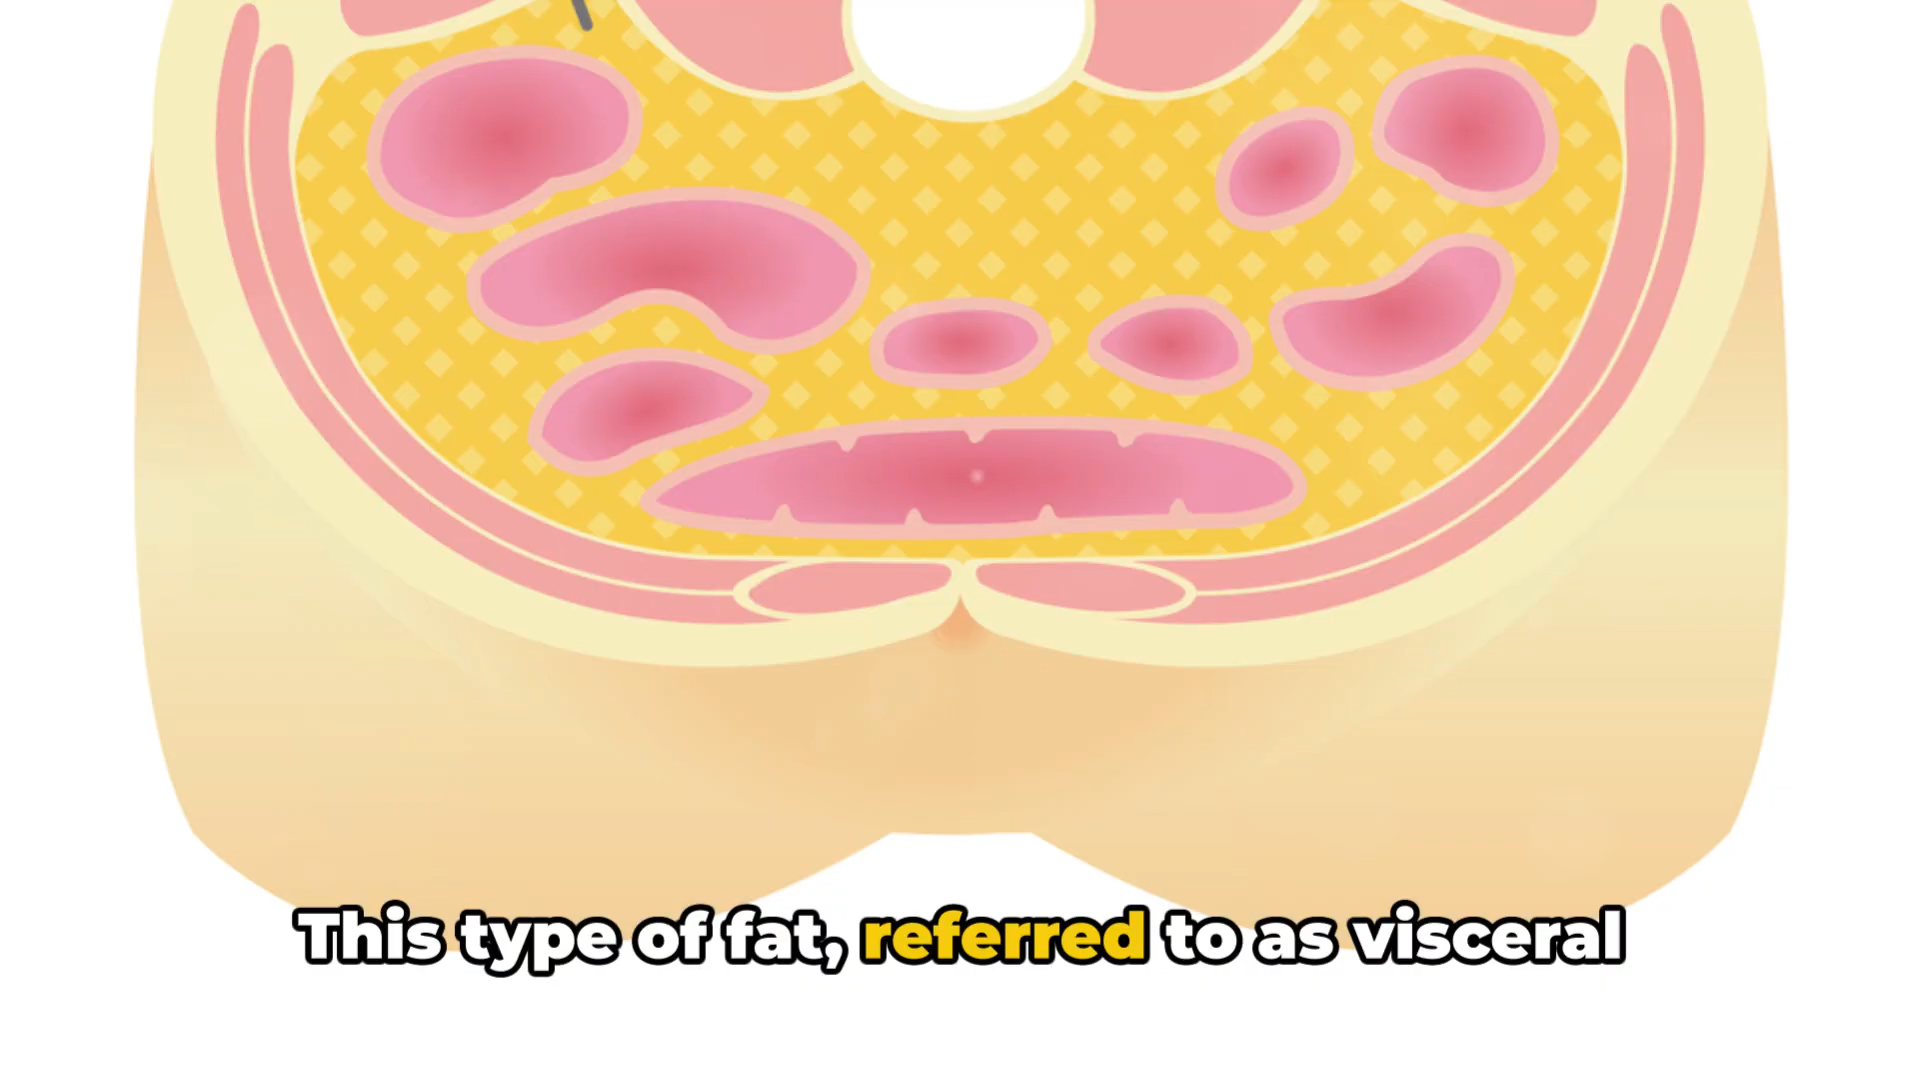 This type of fat, referred to as visceral